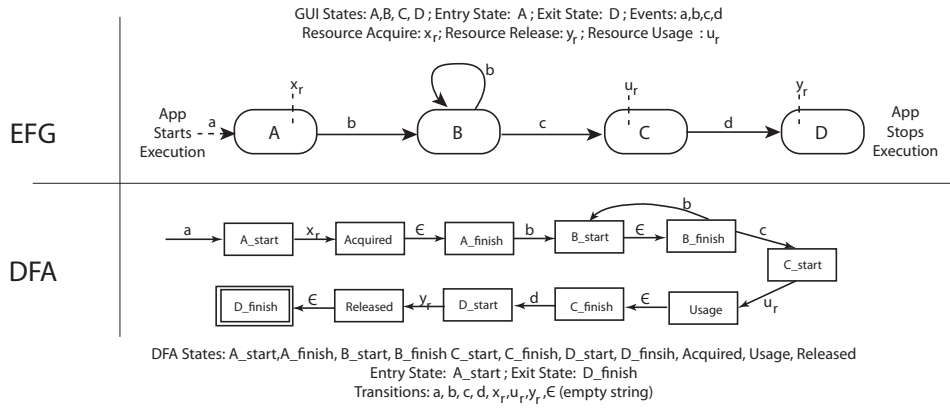 GUI States: A,B, C, D ; Entry State: A ; Exit State: D ; Events: a,b,c,d
Resource Acquire: xr ; Resource Release: yr ; Resource Usage : ur
b
xr
ur
yr
EFG
App
Starts
Execution
a
A
b
B
c
C
d
D
App
Stops
Execution
DFA
b
a
A_start
xr
Acquired
ϵ
A_finish
b
B_start
ϵ
B_finish
c
C_start
D_finish
ϵ
Released
yr
D_start
d
C_finish
ϵ
Usage
ur
DFA States: A_start,A_finish, B_start, B_finish C_start, C_finish, D_start, D_finsih, Acquired, Usage, Released
Entry State: A_start ; Exit State: D_finish
Transitions: a, b, c, d, xr,ur,yr,ϵ (empty string)